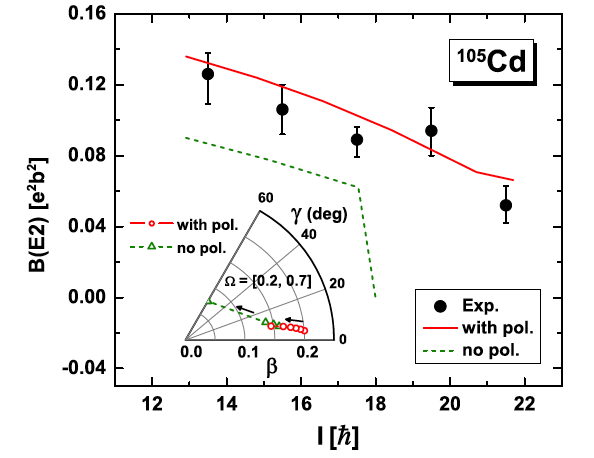 0.16
0.12
0.08
0.04
0.00
-0.04
B(E2) [e²b²]
¹⁰⁵Cd
60
γ (deg)
40
20
0
with pol.
no pol.
Ω = [0.2, 0.7]
0.0 0.1 0.2
β
Exp.
with pol.
no pol.
12 14 16 18 20 22
I [ℏ]